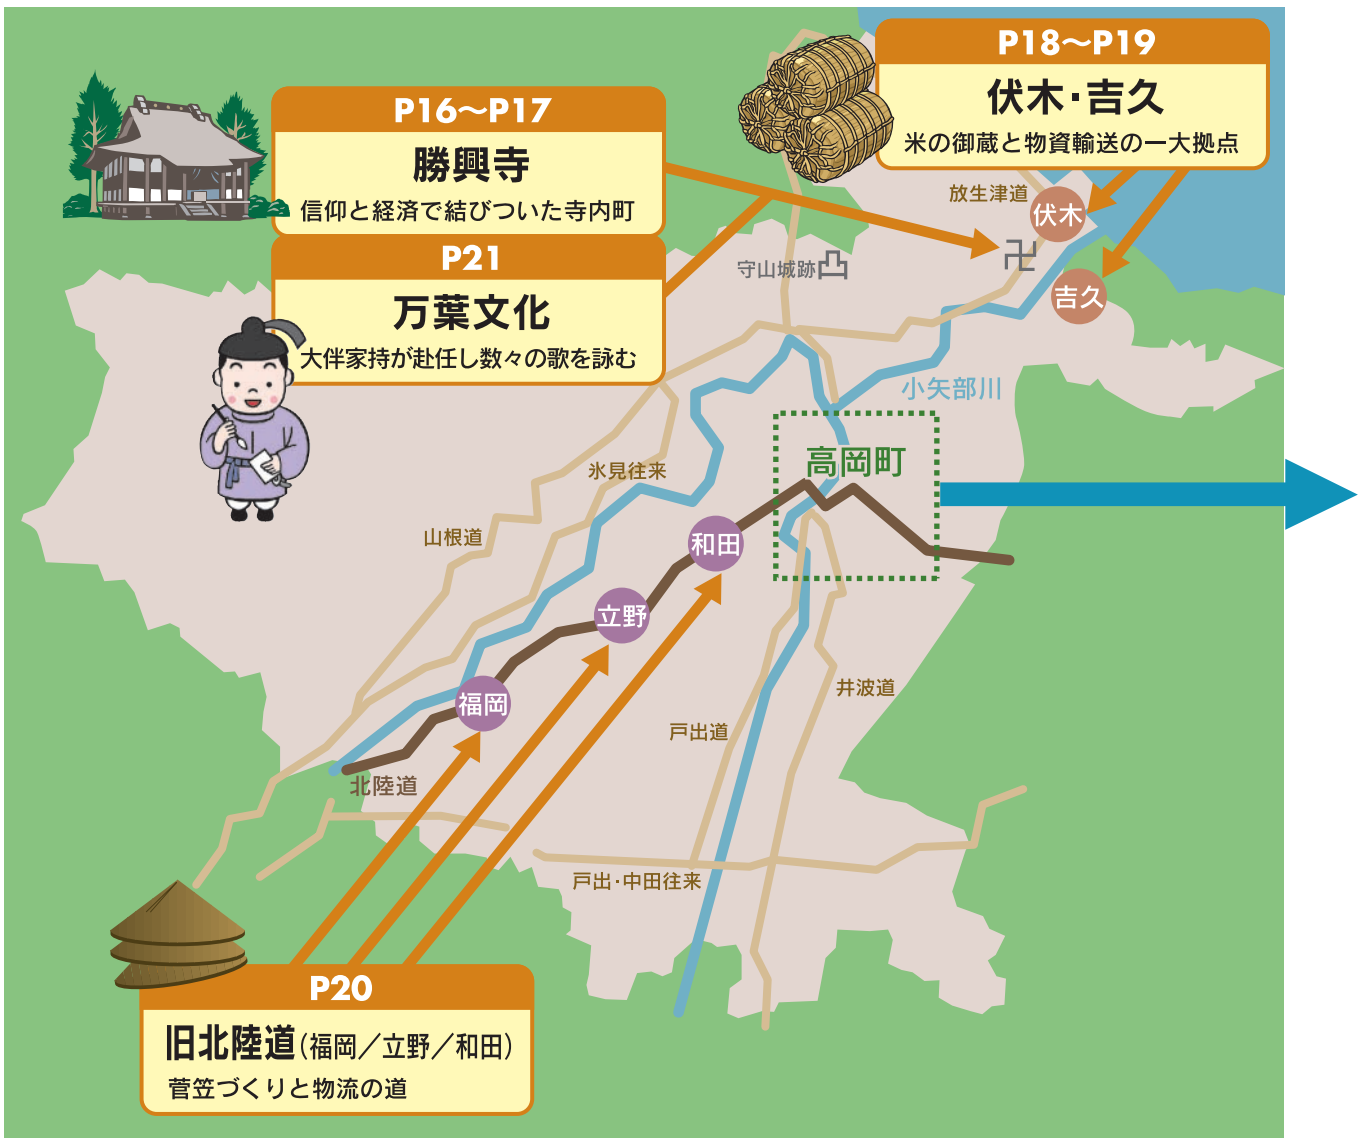 P18～P19
伏木・吉久
米の御蔵と物資輸送の一大拠点
P16～P17
勝興寺
信仰と経済で結びついた寺内町
P21
万葉文化
大伴家持が赴任し数々の歌を詠む
放生津道
伏木
卍
守山城跡凸
吉久
小矢部川
高岡町
氷見往来
山根道
和田
立野
福岡
井波道
戸出道
北陸道
戸出・中田往来
P20
旧北陸道（福岡／立野／和田）
菅笠づくりと物流の道